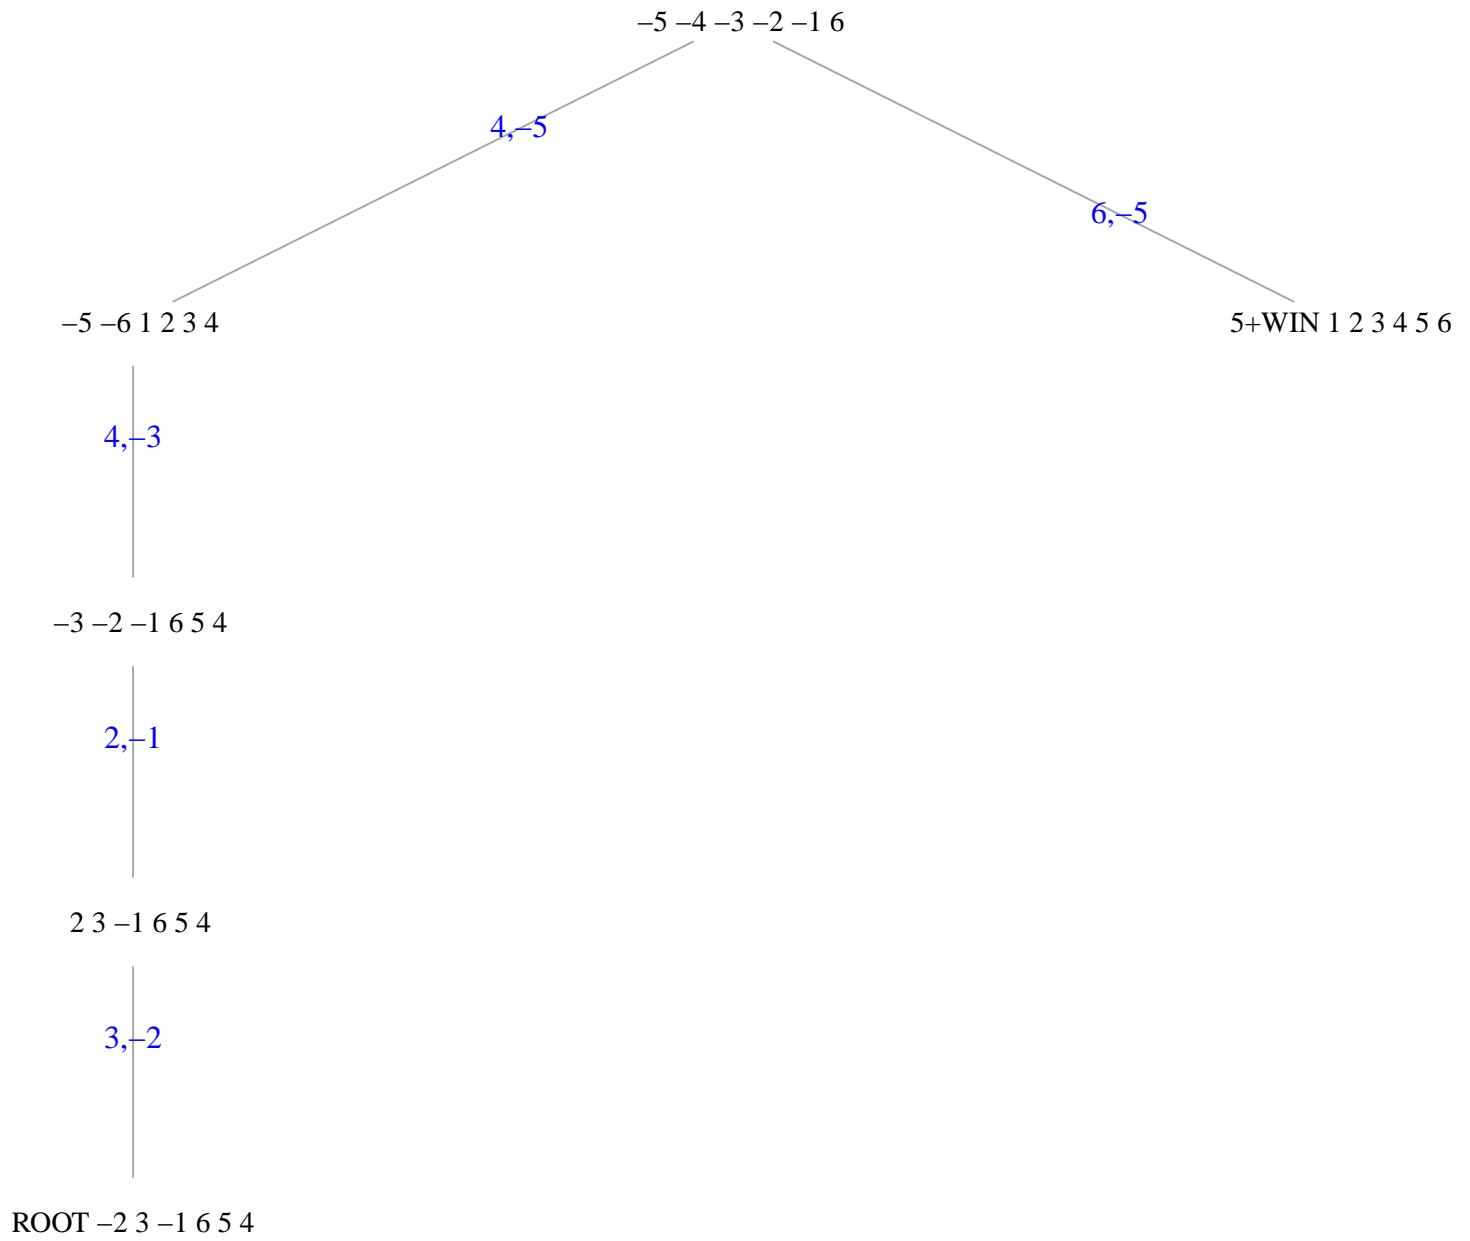 –5 –4 –3 –2 –1 6
4,–5
6,–5
–5 –6 1 2 3 4
5+WIN 1 2 3 4 5 6
4,–3
–3 –2 –1 6 5 4
2,–1
2 3 –1 6 5 4
3,–2
ROOT –2 3 –1 6 5 4